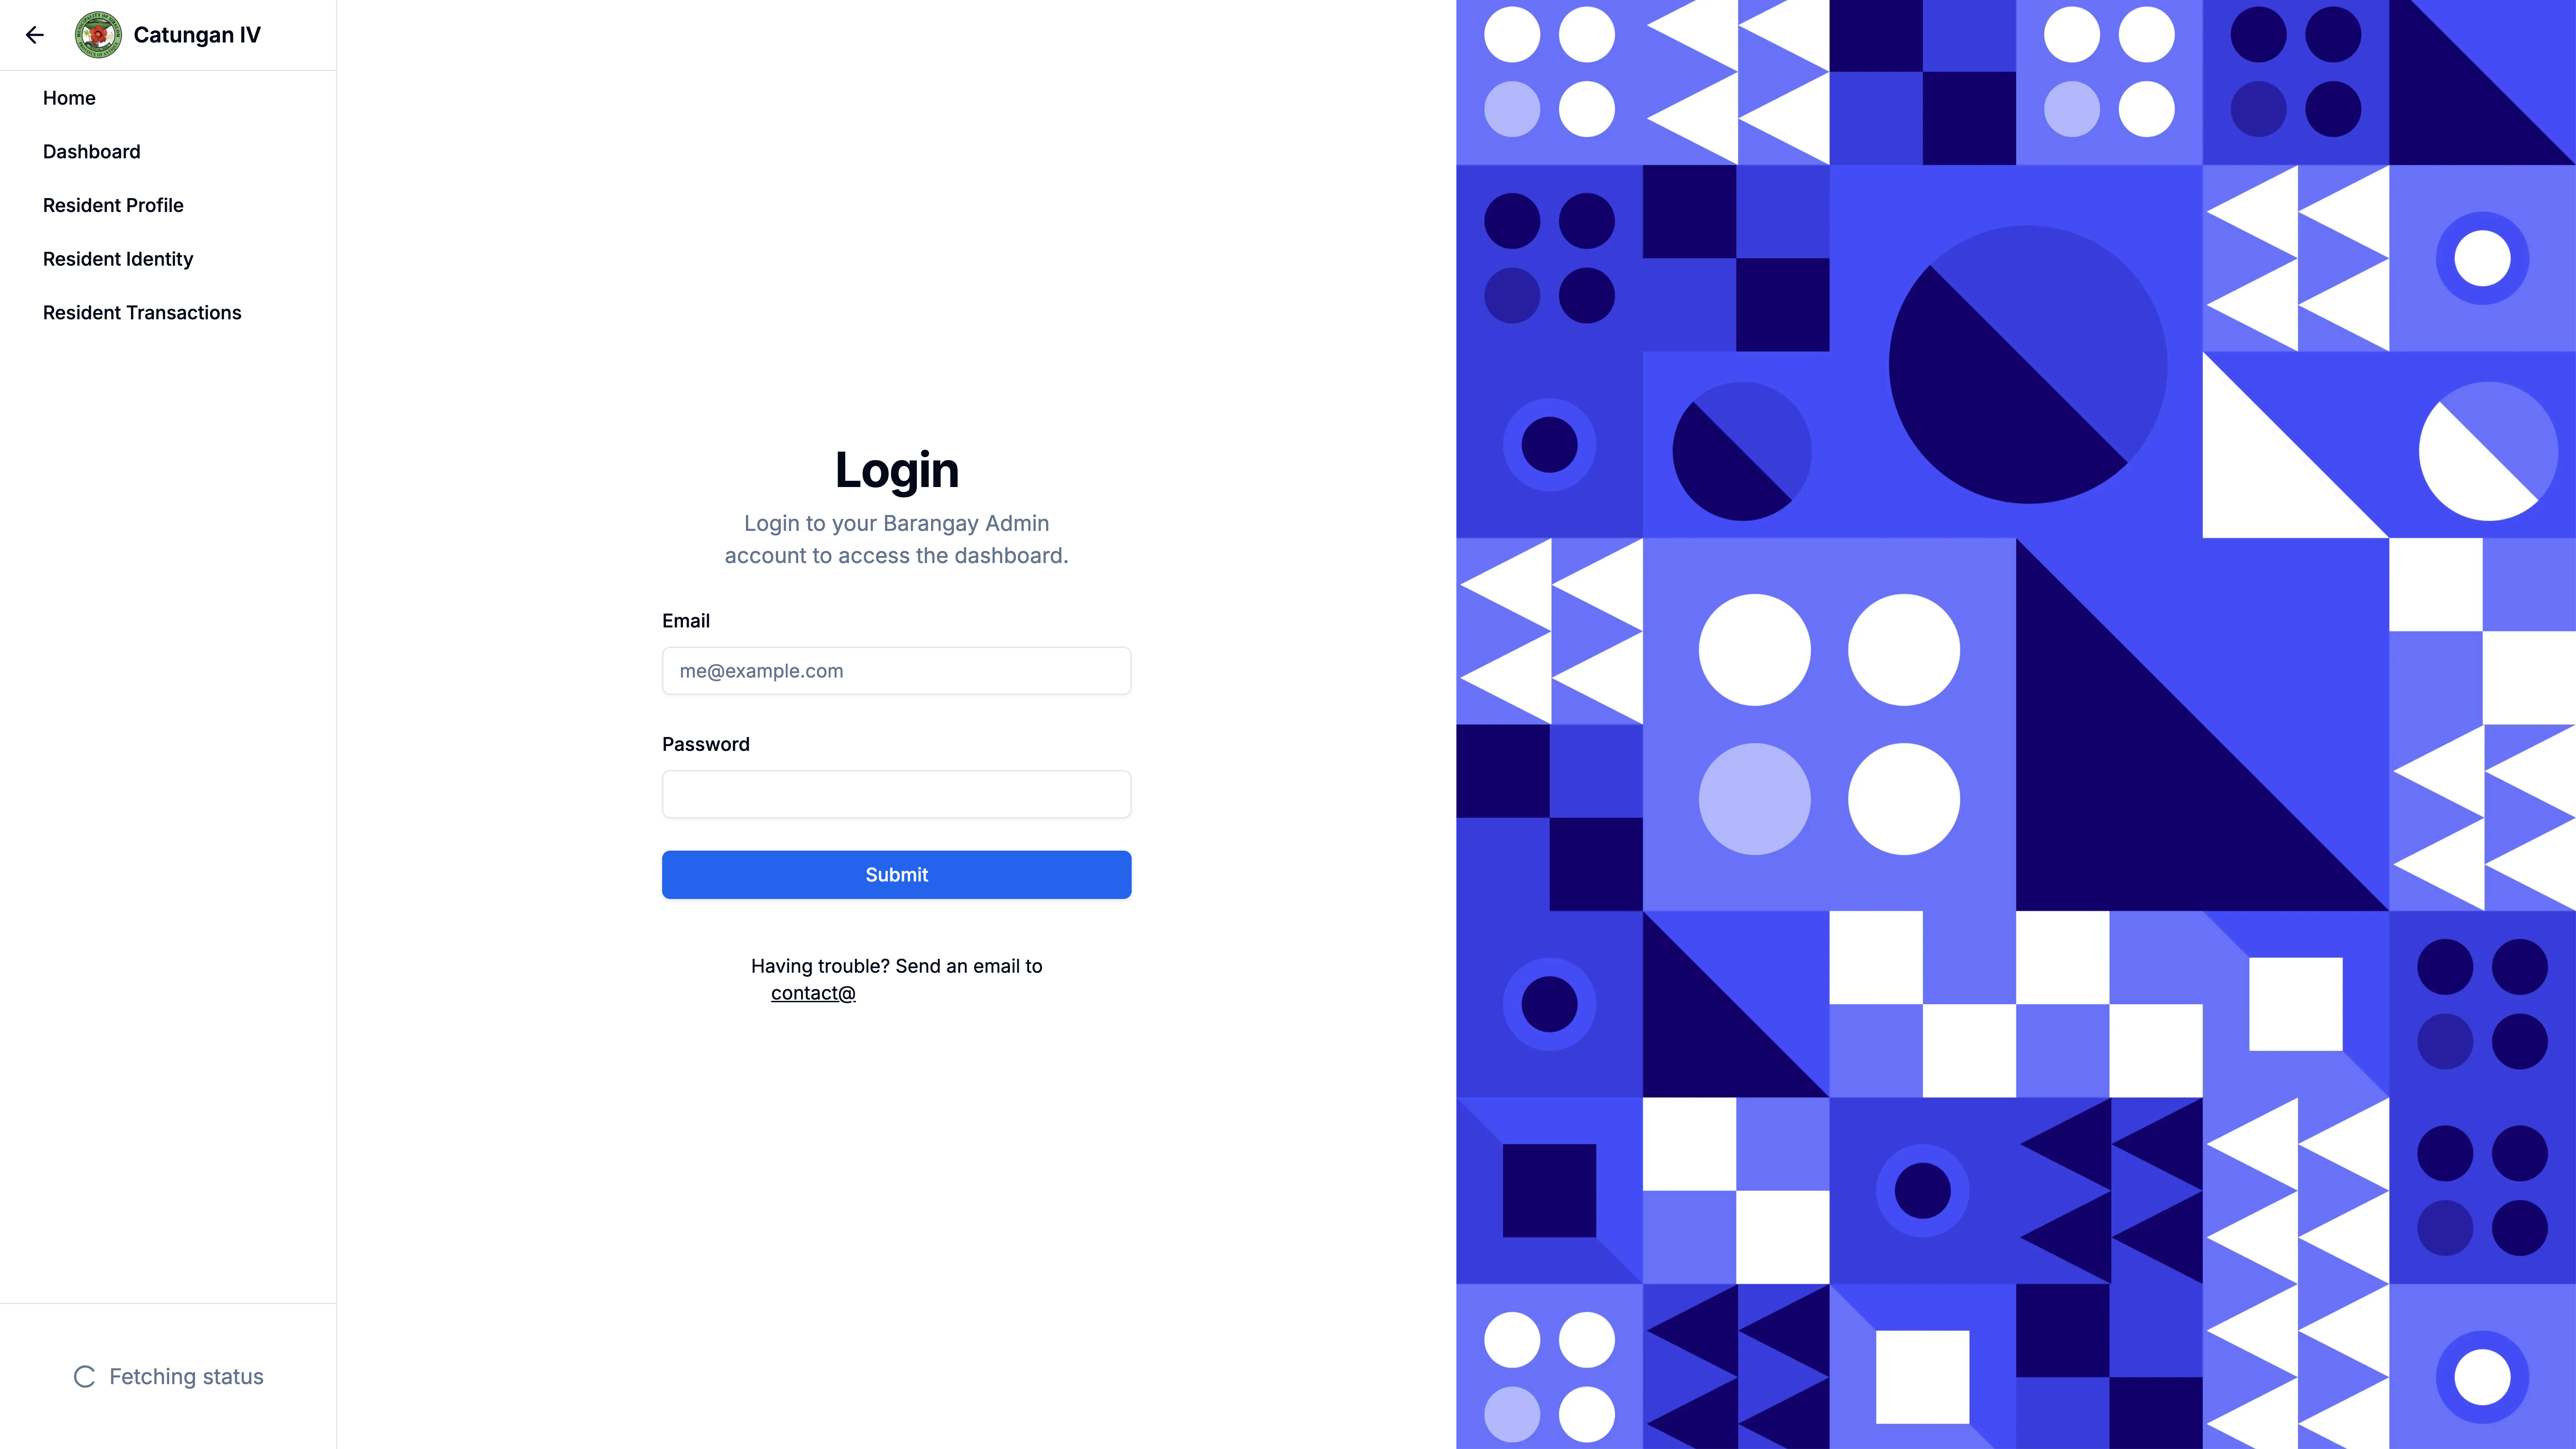 Catungan IV
Home
Dashboard
Resident Profile
Resident Identity
Resident Transactions
Fetching status
Login
Login to your Barangay Admin
account to access the dashboard.
Email
me@example.com
Password
Submit
Having trouble? Send an email to
contact@